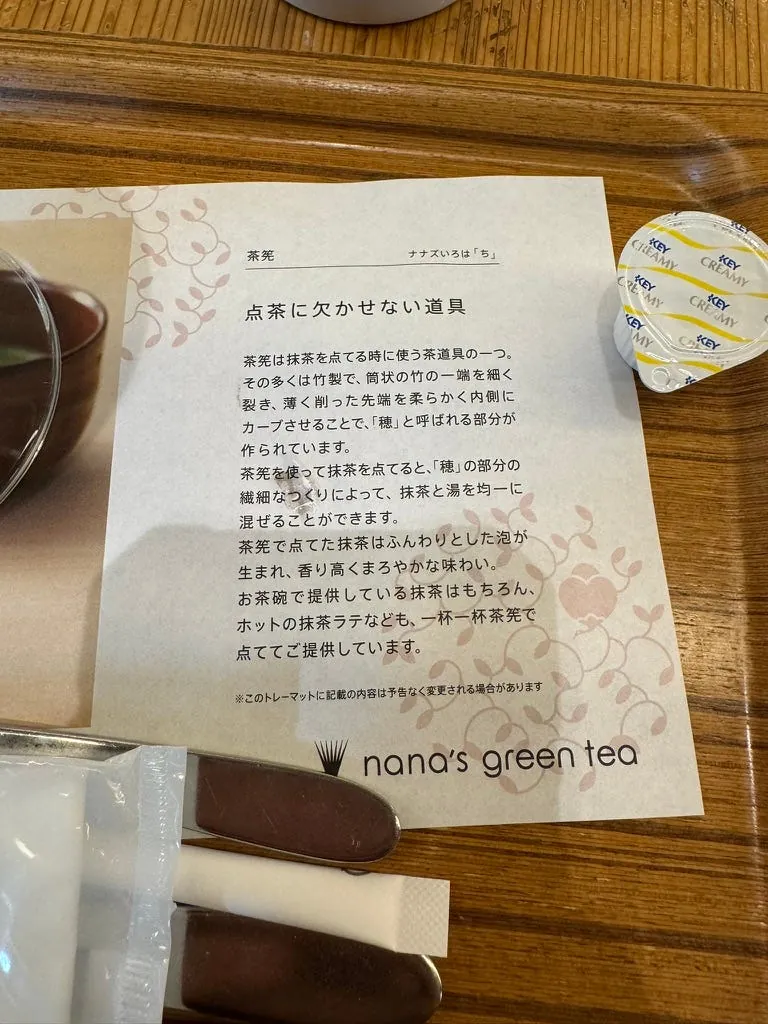 茶筅
ナナズいろは「ち」
点茶に欠かせない道具
茶筅は抹茶を点てる時に使う茶道具の一つ。
その多くは竹製で、筒状の竹の一端を細く
裂き、薄く削った先端を柔らかく内側に
カーブさせることで、「穂」と呼ばれる部分が
作られています。
茶筅を使って抹茶を点てると、「穂」の部分の
繊細なつくりによって、抹茶と湯を均一に
混ぜることができます。
茶筅で点てた抹茶はふんわりとした泡が
生まれ、香り高くまろやかな味わい。
お茶碗で提供している抹茶はもちろん、
ホットの抹茶ラテなども、一杯一杯茶筅で
点ててご提供しています。
※このトレーマットに記載の内容は予告なく変更される場合があります
nana's green tea
KEY
CREAMY
KEY
CREAMY
KEY
CREAMY
KEY
CREAMY
KEY
CREAMY
KEY